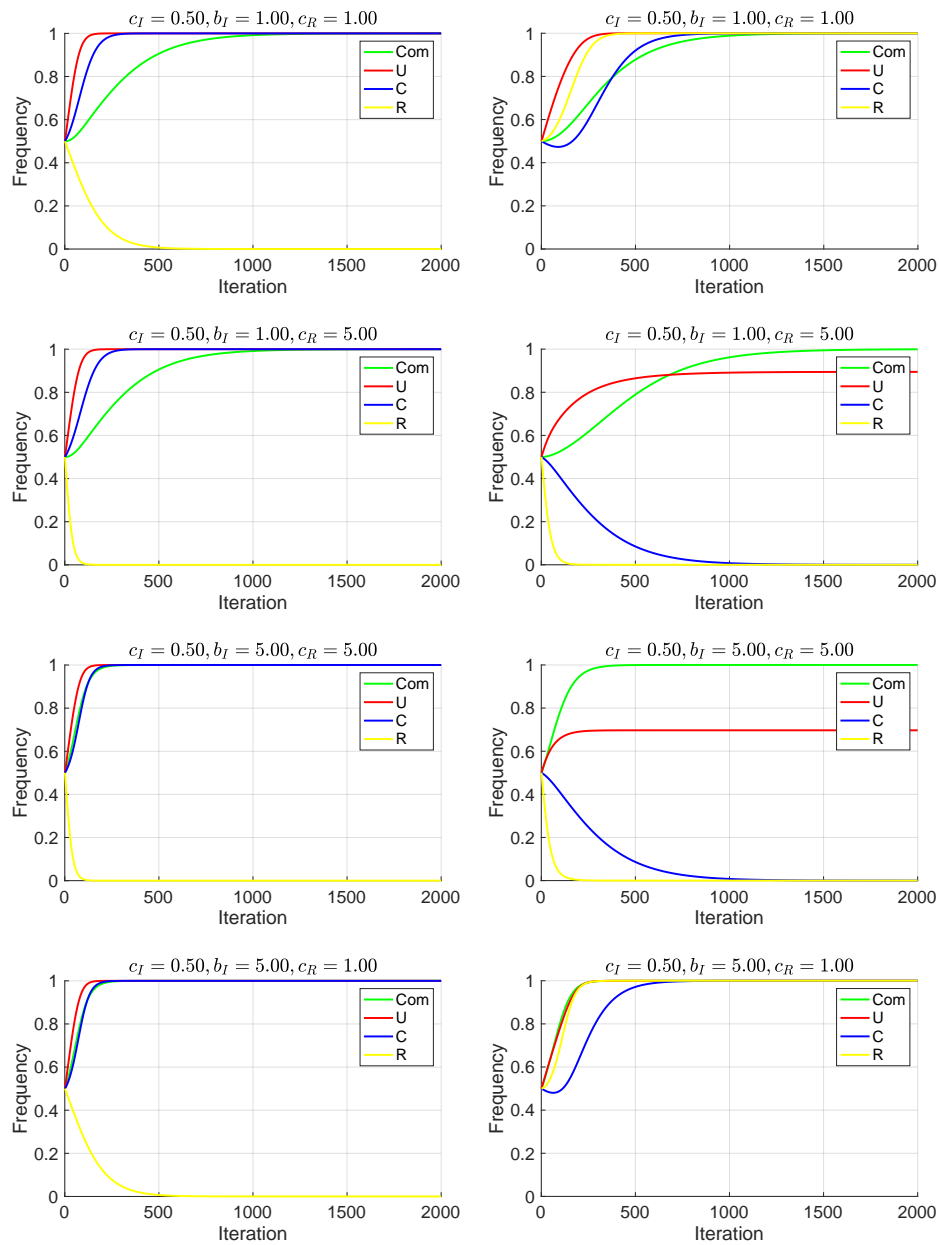 c_I = 0.50, b_I = 1.00, c_R = 1.00
Frequency
1
0.8
0.6
0.4
0.2
0
0 500 1000 1500 2000
Iteration
Com
U
C
R
c_I = 0.50, b_I = 1.00, c_R = 1.00
Frequency
1
0.8
0.6
0.4
0.2
0
0 500 1000 1500 2000
Iteration
Com
U
C
R
c_I = 0.50, b_I = 1.00, c_R = 5.00
Frequency
1
0.8
0.6
0.4
0.2
0
0 500 1000 1500 2000
Iteration
Com
U
C
R
c_I = 0.50, b_I = 1.00, c_R = 5.00
Frequency
1
0.8
0.6
0.4
0.2
0
0 500 1000 1500 2000
Iteration
Com
U
C
R
c_I = 0.50, b_I = 5.00, c_R = 5.00
Frequency
1
0.8
0.6
0.4
0.2
0
0 500 1000 1500 2000
Iteration
Com
U
C
R
c_I = 0.50, b_I = 5.00, c_R = 5.00
Frequency
1
0.8
0.6
0.4
0.2
0
0 500 1000 1500 2000
Iteration
Com
U
C
R
c_I = 0.50, b_I = 5.00, c_R = 1.00
Frequency
1
0.8
0.6
0.4
0.2
0
0 500 1000 1500 2000
Iteration
Com
U
C
R
c_I = 0.50, b_I = 5.00, c_R = 1.00
Frequency
1
0.8
0.6
0.4
0.2
0
0 500 1000 1500 2000
Iteration
Com
U
C
R